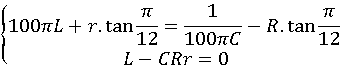 100πL + r.tan π/12 = 1/(100πC) − R.tan π/12
L − CRr = 0